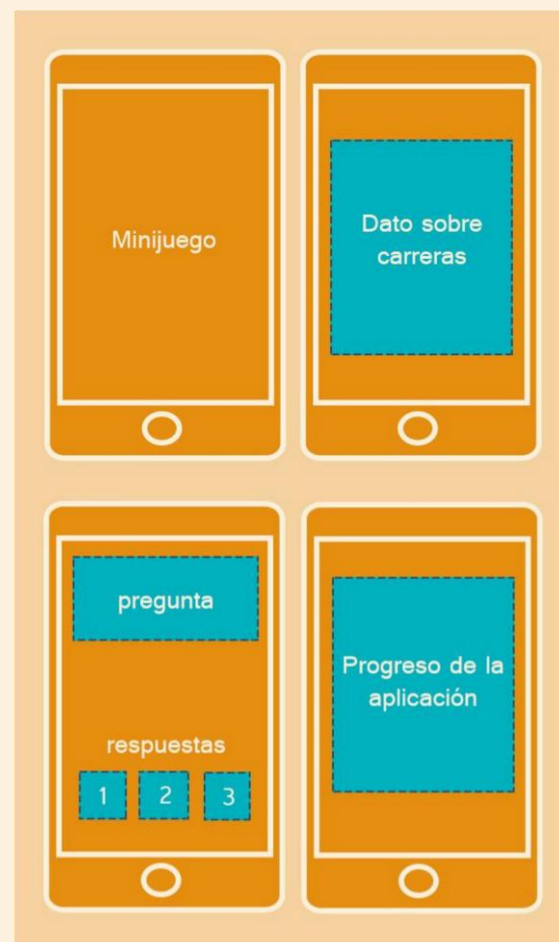 Minijuego
Dato sobre
carreras
pregunta
respuestas
1 2 3
Progreso de la
aplicación